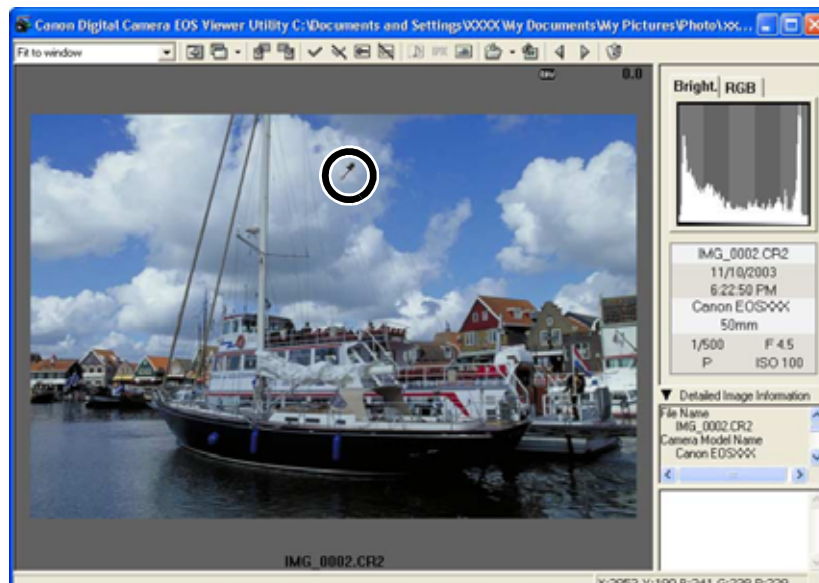 Canon Digital Camera EOS Viewer Utility C:\Documents and Settings\XXXX\My Documents\My Pictures\Photo\xx...
Fit to window
0.0
Bright. RGB
IMG_0002.CR2
11/10/2003
6:22:50 PM
Canon EOSXXX
50mm
1/500 F 4.5
P ISO 100
▼ Detailed Image Information
File Name
IMG_0002.CR2
Camera Model Name
Canon EOSXXX
IMG_0002.CR2